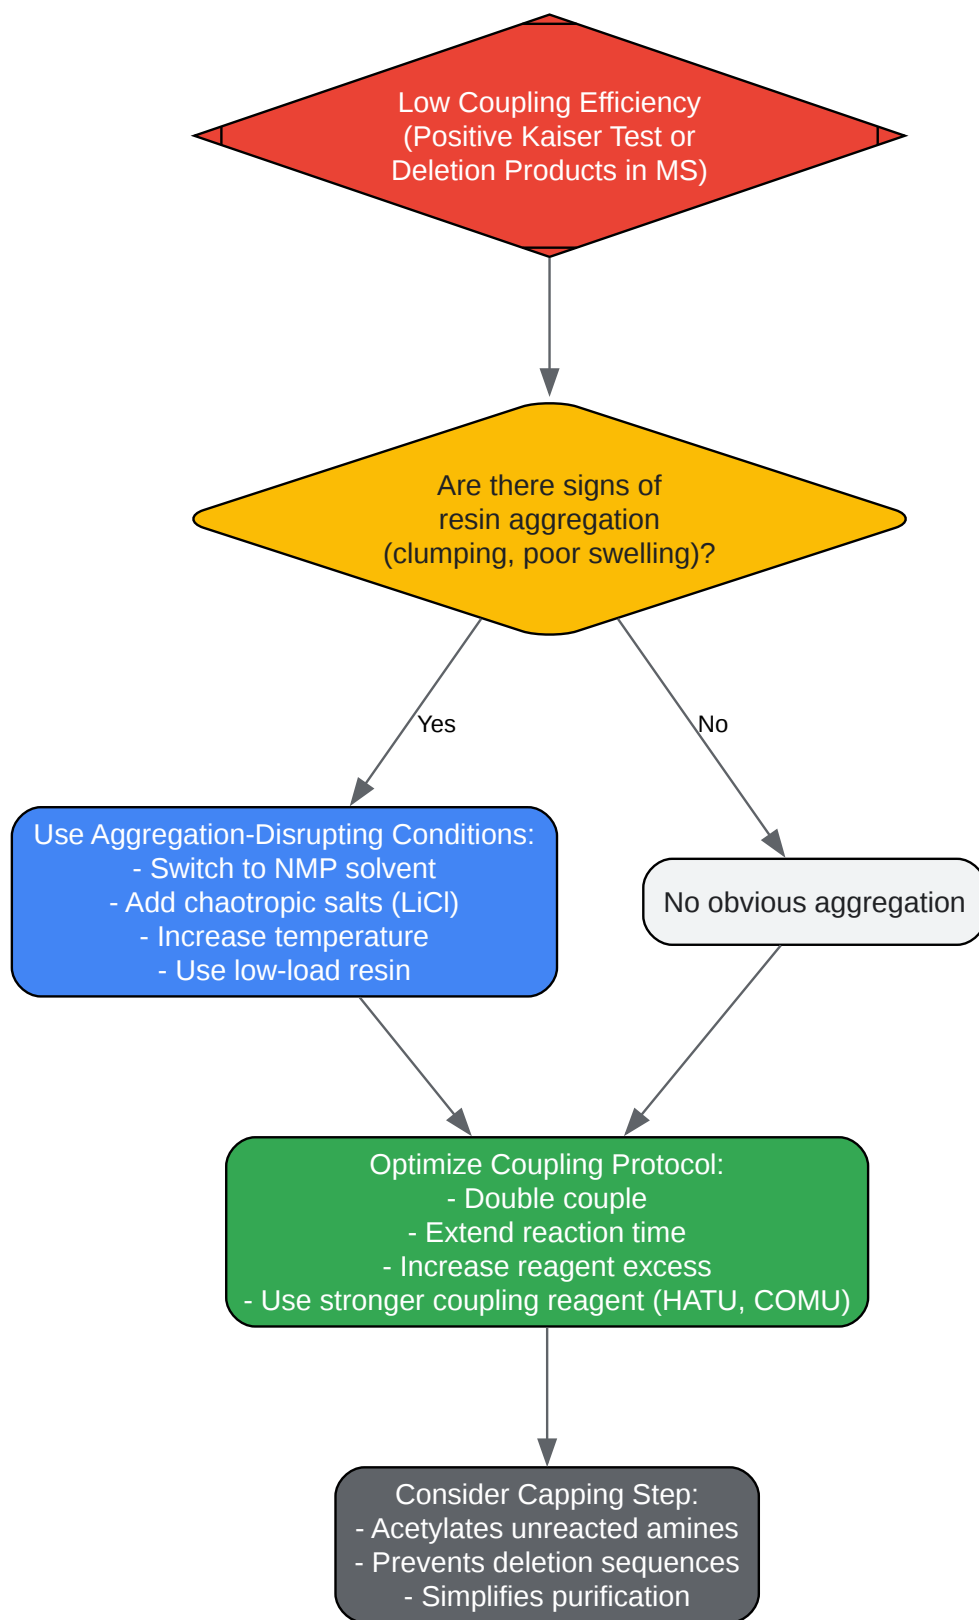 Low Coupling Efficiency
(Positive Kaiser Test or
Deletion Products in MS)
Are there signs of
resin aggregation
(clumping, poor swelling)?
Yes
No
Use Aggregation-Disrupting Conditions:
- Switch to NMP solvent
- Add chaotropic salts (LiCl)
- Increase temperature
- Use low-load resin
No obvious aggregation
Optimize Coupling Protocol:
- Double couple
- Extend reaction time
- Increase reagent excess
- Use stronger coupling reagent (HATU, COMU)
Consider Capping Step:
- Acetylates unreacted amines
- Prevents deletion sequences
- Simplifies purification